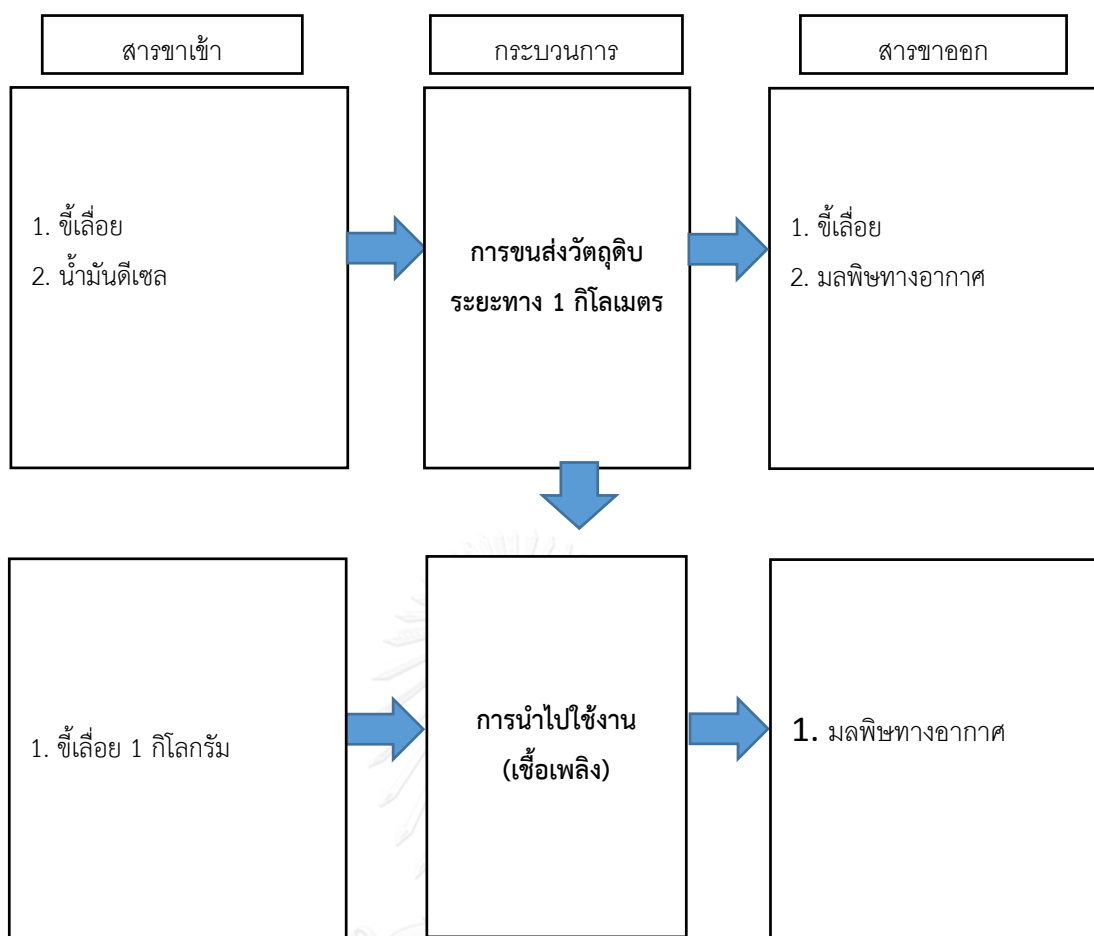 สารขาเข้า
กระบวนการ
สารขาออก
1. ขี้เลื่อย
2. น้ำมันดีเซล
การขนส่งวัตถุดิบ
ระยะทาง 1 กิโลเมตร
1. ขี้เลื่อย
2. มลพิษทางอากาศ
1. ขี้เลื่อย 1 กิโลกรัม
การนำไปใช้งาน
(เชื้อเพลิง)
1. มลพิษทางอากาศ